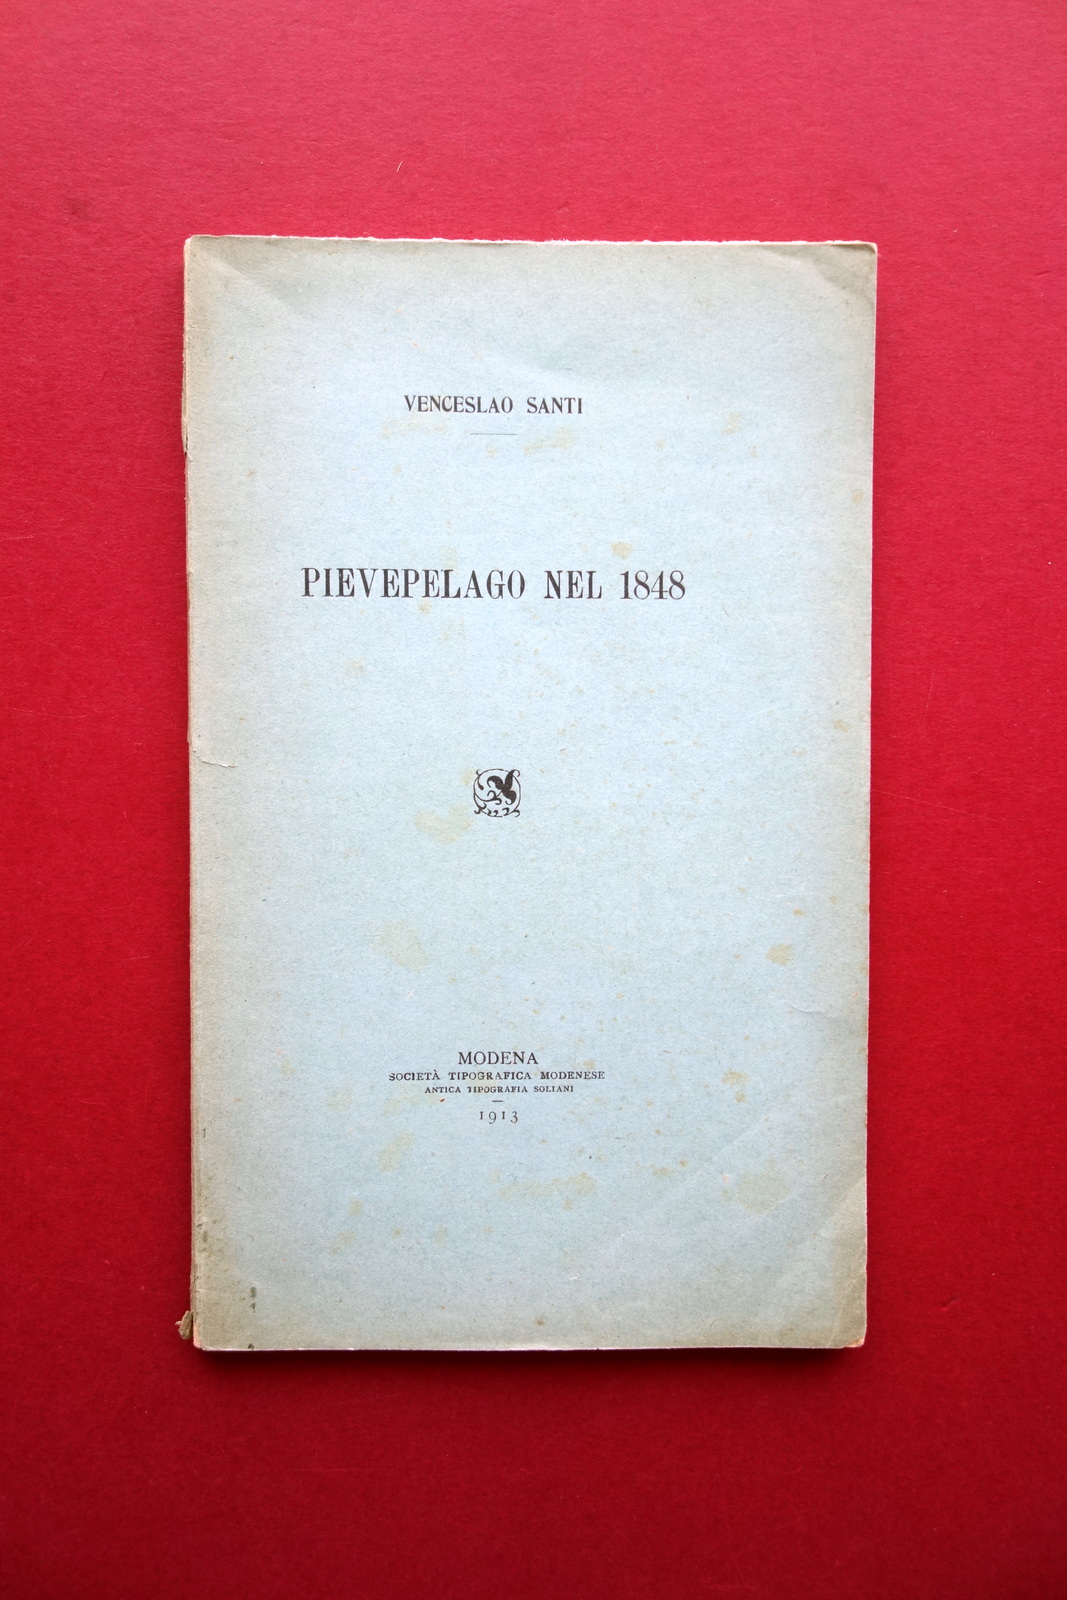 VENCESLAO SANTI
PIEVEPELAGO NEL 1848
MODENA
SOCIETÀ TIPOGRAFICA MODENESE
ANTICA TIPOGRAFIA SOLIANI
1913